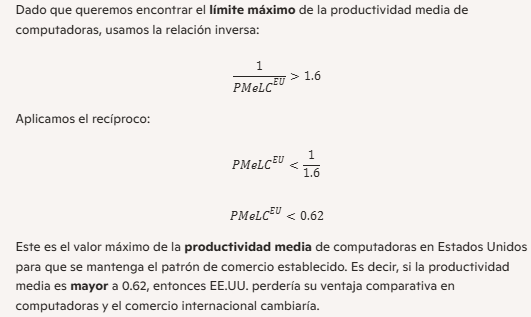 Dado que queremos encontrar el límite máximo de la productividad media de
computadoras, usamos la relación inversa:
1
PMeLC^EU > 1.6
Aplicamos el recíproco:
PMeLC^EU < 1
1.6
PMeLC^EU < 0.62
Este es el valor máximo de la productividad media de computadoras en Estados Unidos
para que se mantenga el patrón de comercio establecido. Es decir, si la productividad
media es mayor a 0.62, entonces EE.UU. perdería su ventaja comparativa en
computadoras y el comercio internacional cambiaría.